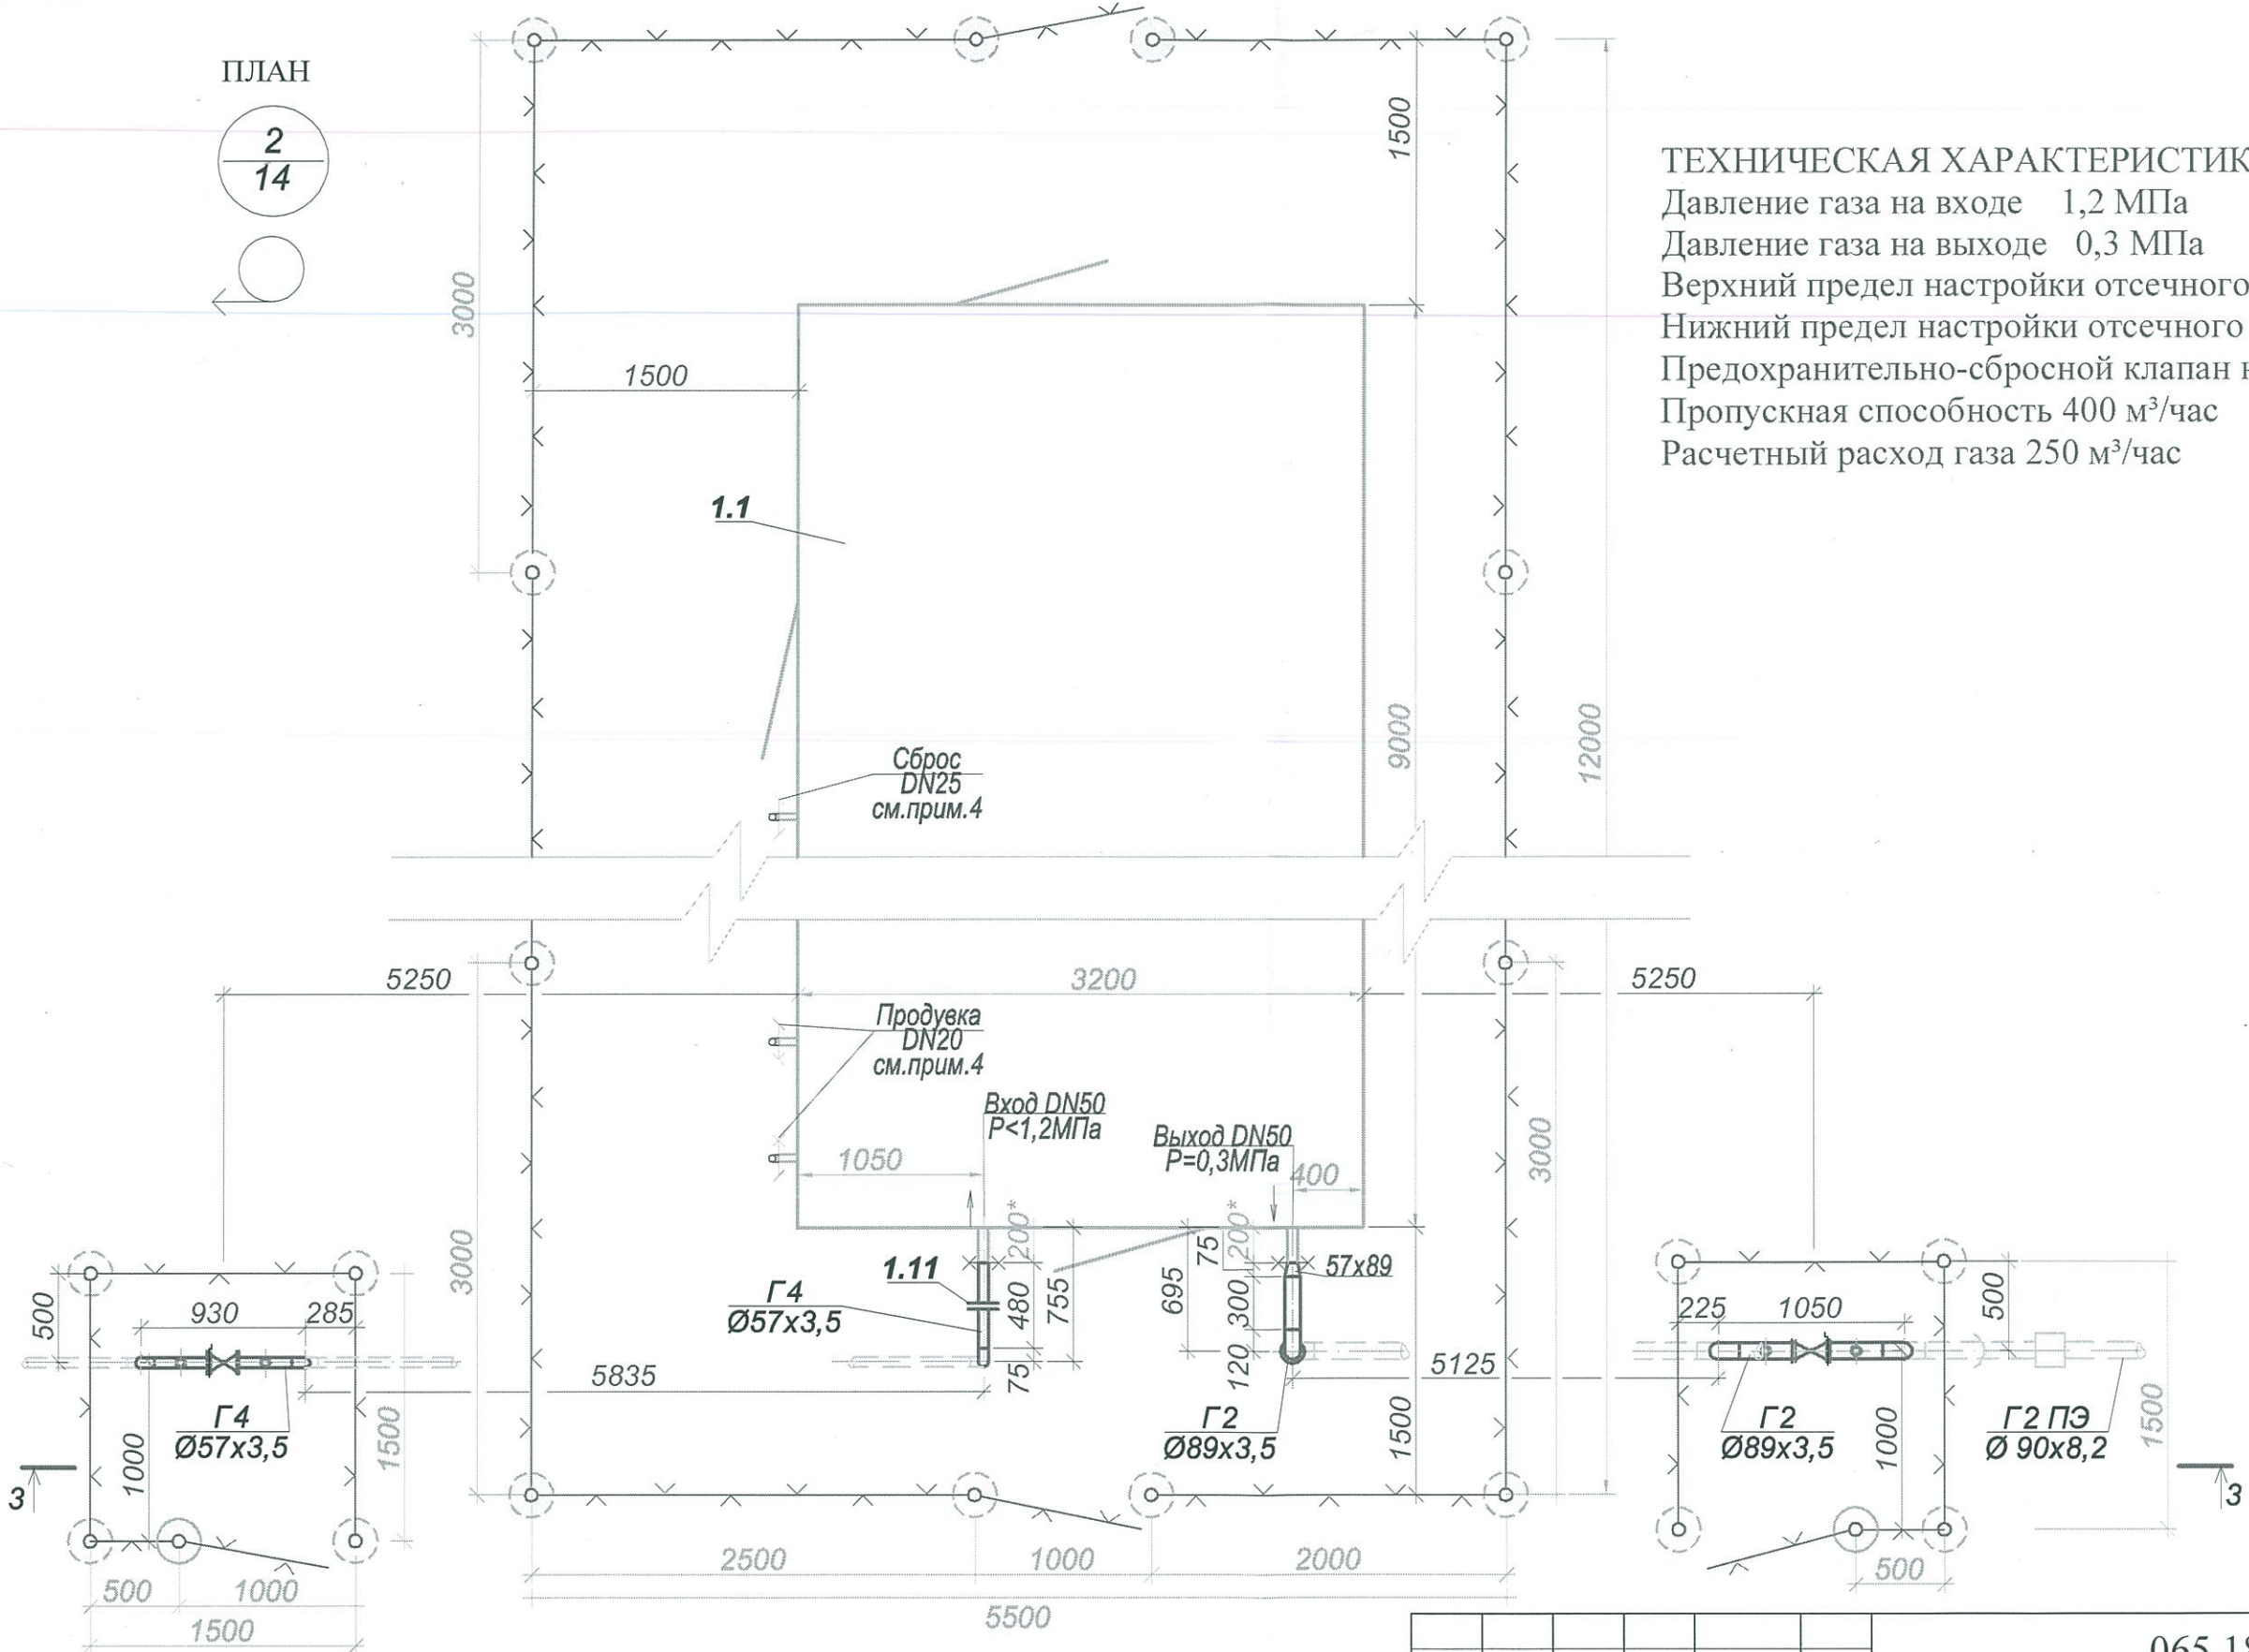 ПЛАН
2
14
ТЕХНИЧЕСКАЯ ХАРАКТЕРИСТИК
Давление газа на входе 1,2 МПа
Давление газа на выходе 0,3 МПа
Верхний предел настройки отсечного
Нижний предел настройки отсечного
Предохранительно-сбросной клапан
Пропускная способность 400 м³/час
Расчетный расход газа 250 м³/час
1500
3000
1500
1.1
9000
12000
Сброс
DN25
см.прим.4
5250
3200
5250
Продувка
DN20
см.прим.4
Вход DN50
P<1,2МПа
Выход DN50
P=0,3МПа
1050
400
3000
3000
200*
75
200*
57х89
1.11
480
755
695
300
Г4
Ø57х3,5
75
120
500
930
285
225
1050
500
5835
5125
Г4
Ø57х3,5
1000
1500
Г2
Ø89х3,5
1500
Г2
Ø89х3,5
1000
Г2 ПЭ
Ø 90х8,2
1500
3
3
500
1000
1500
2500
1000
2000
5500
500